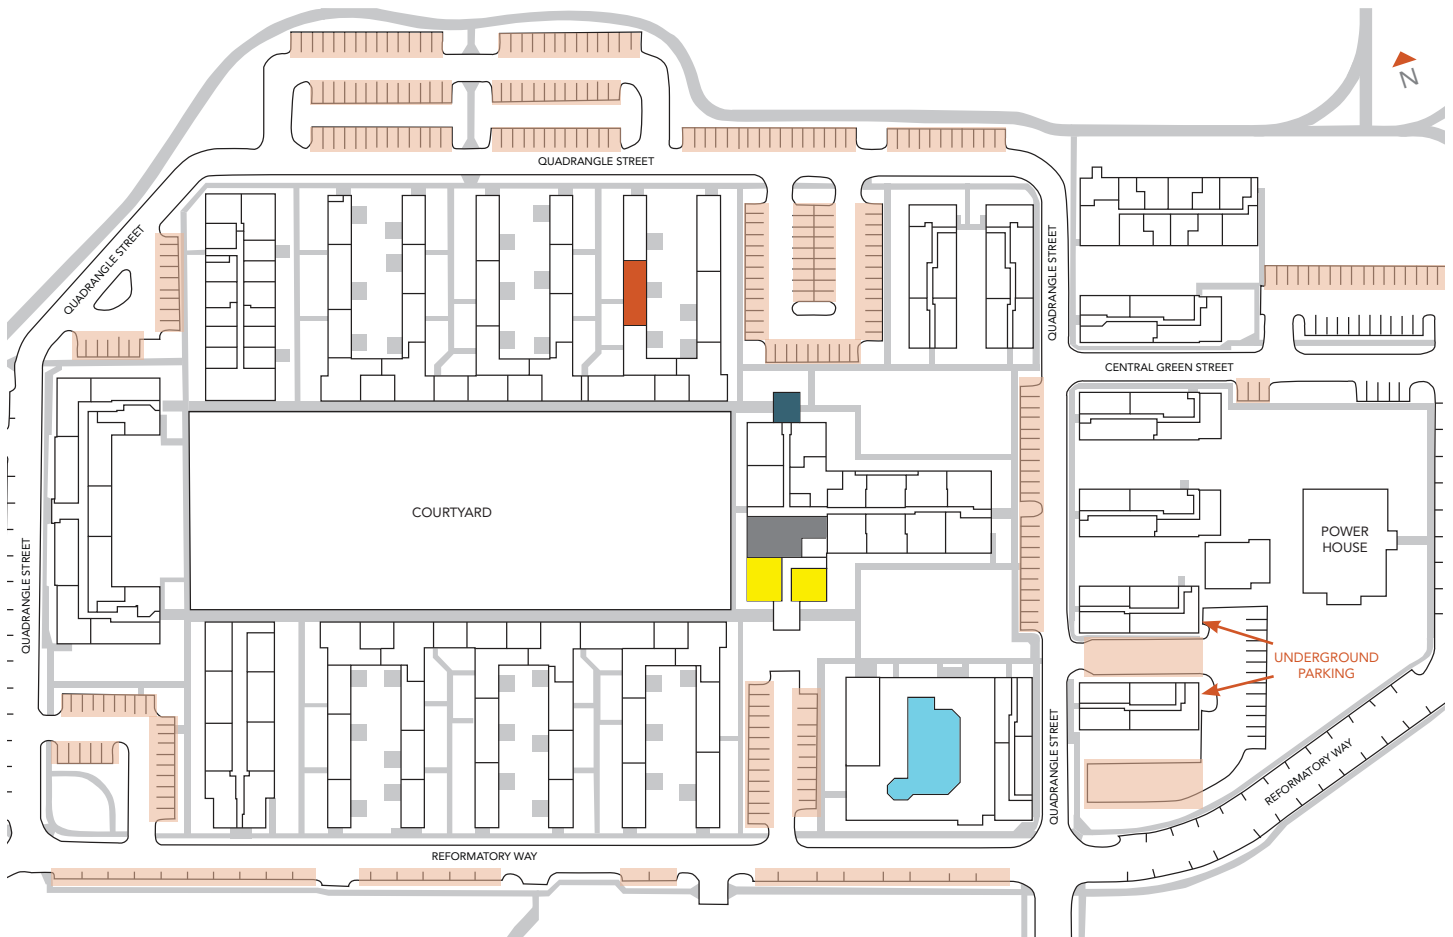 N
QUADRANGLE STREET
QUADRANGLE STREET
QUADRANGLE STREET
CENTRAL GREEN STREET
COURTYARD
POWER
HOUSE
QUADRANGLE STREET
UNDERGROUND
PARKING
QUADRANGLE STREET
REFORMATORY WAY
REFORMATORY WAY